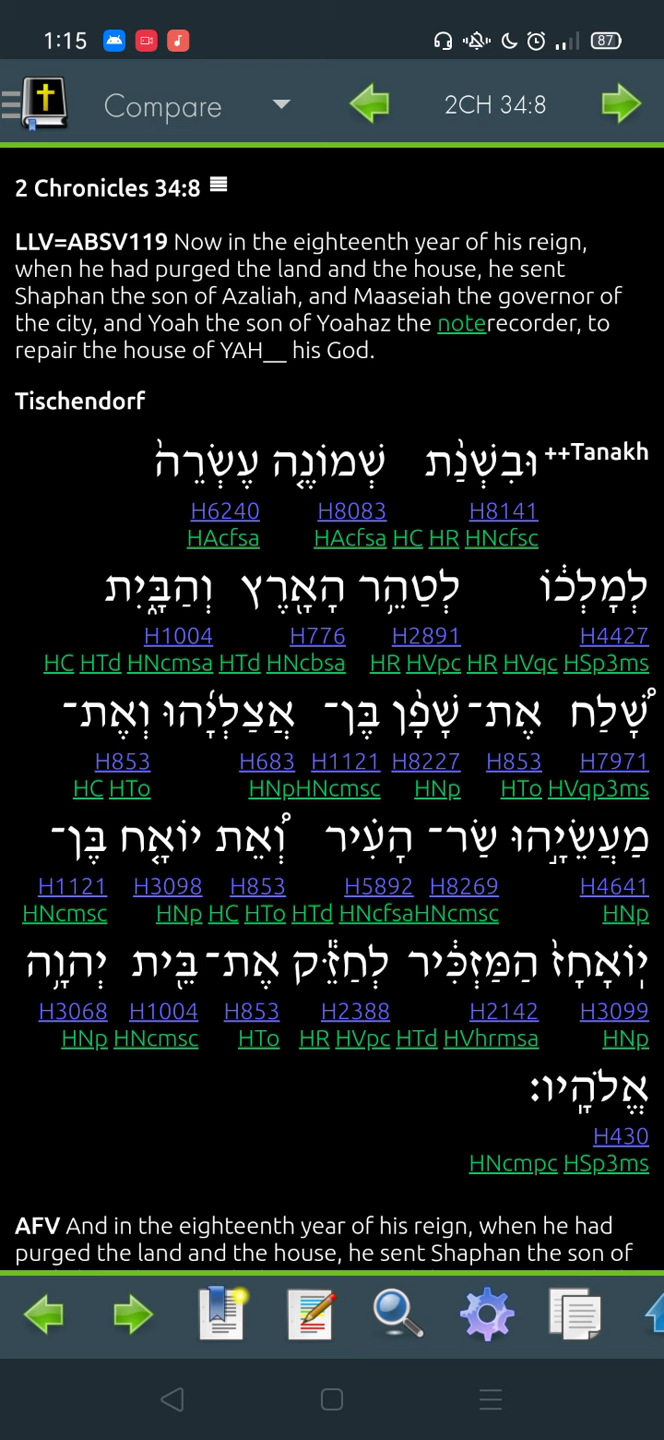 1:15
87
Compare
2CH 34:8
2 Chronicles 34:8
LLV=ABSV119 Now in the eighteenth year of his reign,
when he had purged the land and the house, he sent
Shaphan the son of Azaliah, and Maaseiah the governor of
the city, and Yoah the son of Yoahaz the noterecorder, to
repair the house of YAH__ his God.
Tischendorf
++Tanakh וּבִשְׁנַ֨ת שְׁמוֹנֶ֤ה עֶשְׂרֵה֙
H6240 H8083 H8141
HAcfsa HAcfsa HC HR HNcfsc
לְמָלְכ֔וֹ לְטַהֵ֥ר הָאָ֖רֶץ וְהַבָּ֑יִת
H1004 H776 H2891 H4427
HC HTd HNcmsa HTd HNcbsa HR HVpc HR HVqc HSp3ms
שָׁ֠לַח אֶת־ שָׁפָ֨ן בֶּן־ אֲצַלְיָ֜הוּ וְאֶת־
H853 H683 H1121 H8227 H853 H7971
HC HTo HNpHNcmsc HNp HTo HVqp3ms
מַעֲשֵׂיָ֣הוּ שַׂר־ הָעִ֗יר וְ֠אֵת יוֹאָ֤ח בֶּן־
H1121 H3098 H853 H5892 H8269 H4641
HNcmsc HNp HC HTo HTd HNcfsaHNcmsc HNp
יֽוֹאָחָז֙ הַמַּזְכִּ֔יר לְחַזֵּ֕ק אֶת־ בֵּ֖ית יְהוָ֥ה
H3068 H1004 H853 H2388 H2142 H3099
HNp HNcmsc HTo HR HVpc HTd HVhrmsa HNp
אֱלֹהָֽיו׃
H430
HNcmpc HSp3ms
AFV And in the eighteenth year of his reign, when he had
purged the land and the house, he sent Shaphan the son of